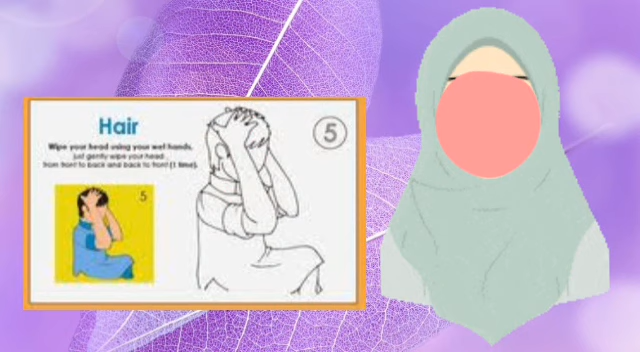 Hair
5
Wipe your head using your wet hands,
just gently wipe your head
from front to back and back to front (1 time).
5